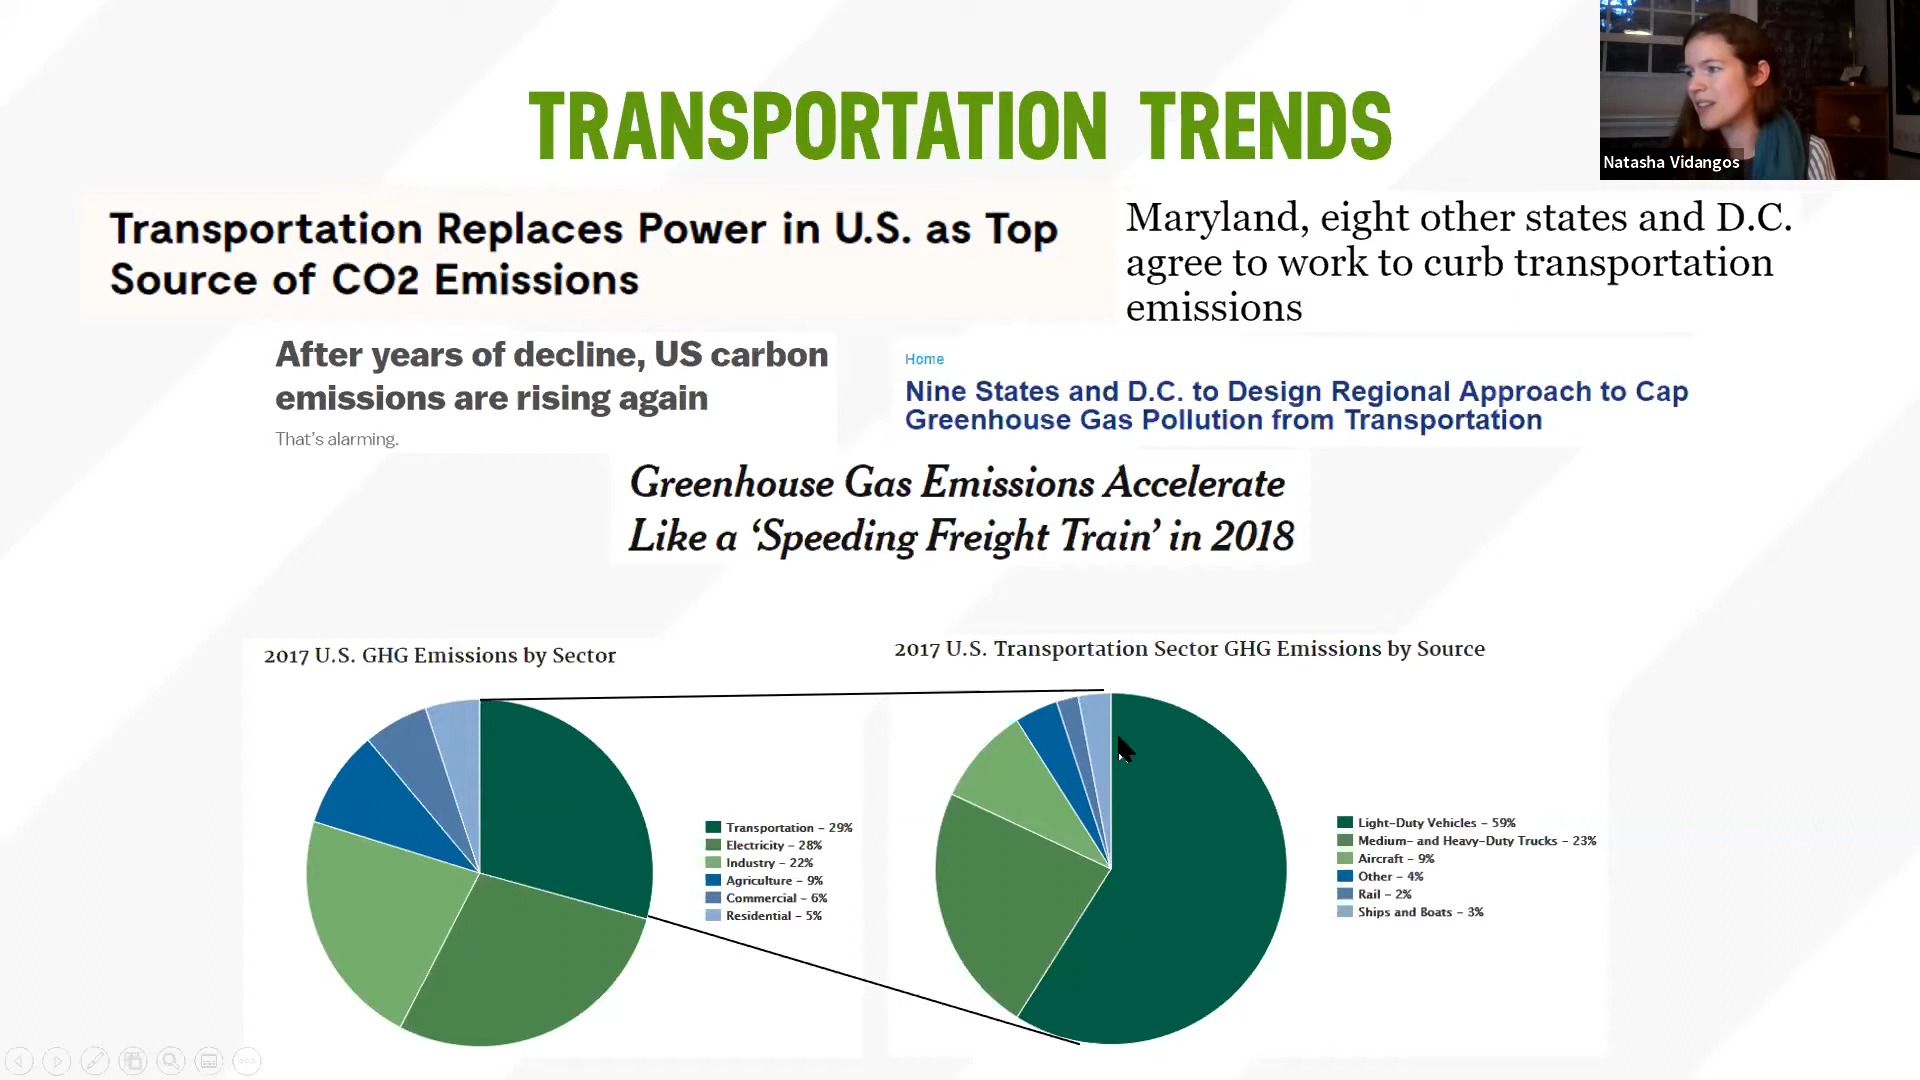 TRANSPORTATION TRENDS
Natasha Vidangos
Transportation Replaces Power in U.S. as Top
Source of CO2 Emissions
Maryland, eight other states and D.C.
agree to work to curb transportation
emissions
After years of decline, US carbon
emissions are rising again
That's alarming.
Home
Nine States and D.C. to Design Regional Approach to Cap
Greenhouse Gas Pollution from Transportation
Greenhouse Gas Emissions Accelerate
Like a ‘Speeding Freight Train’ in 2018
2017 U.S. GHG Emissions by Sector
Transportation – 29%
Electricity – 28%
Industry – 22%
Agriculture – 9%
Commercial – 6%
Residential – 5%
2017 U.S. Transportation Sector GHG Emissions by Source
Light-Duty Vehicles – 59%
Medium- and Heavy-Duty Trucks – 23%
Aircraft – 9%
Other – 4%
Rail – 2%
Ships and Boats – 3%